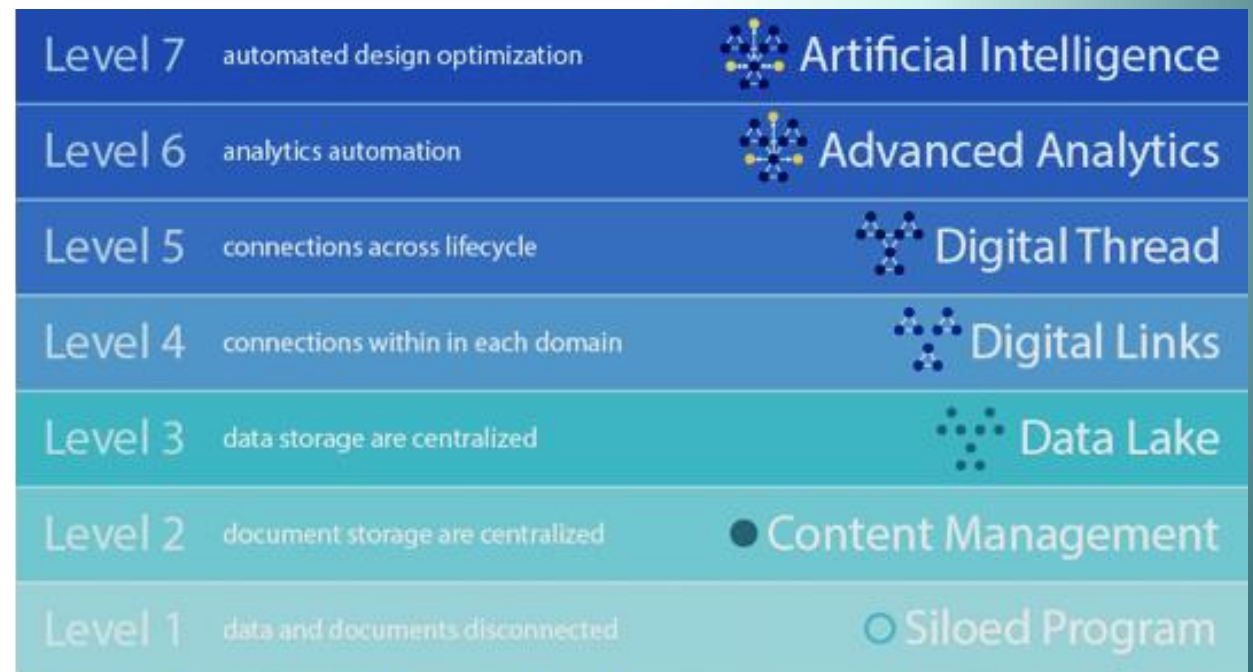 Level 7 automated design optimization Artificial Intelligence
Level 6 analytics automation Advanced Analytics
Level 5 connections across lifecycle Digital Thread
Level 4 connections within in each domain Digital Links
Level 3 data storage are centralized Data Lake
Level 2 document storage are centralized Content Management
Level 1 data and documents disconnected Siloed Program